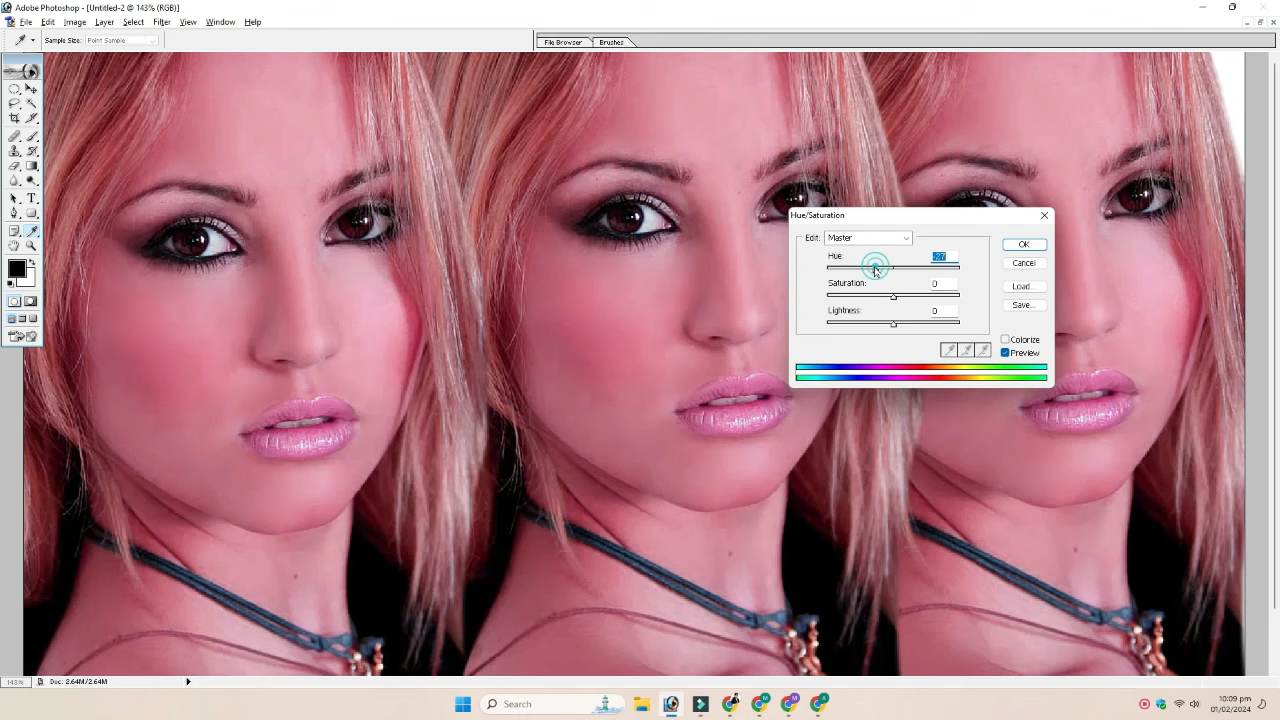 Adobe Photoshop - [Untitled-2 @ 143% (RGB)]
File Edit Image Layer Select Filter View Window Help
Sample Size: Point Sample
File Browser Brushes
Hue/Saturation
Edit: Master
Hue: -27
Saturation: 0
Lightness: 0
OK
Cancel
Load...
Save...
Colorize
Preview
143% Doc: 2.64M/2.64M
Search
10:09 pm
01/02/2024